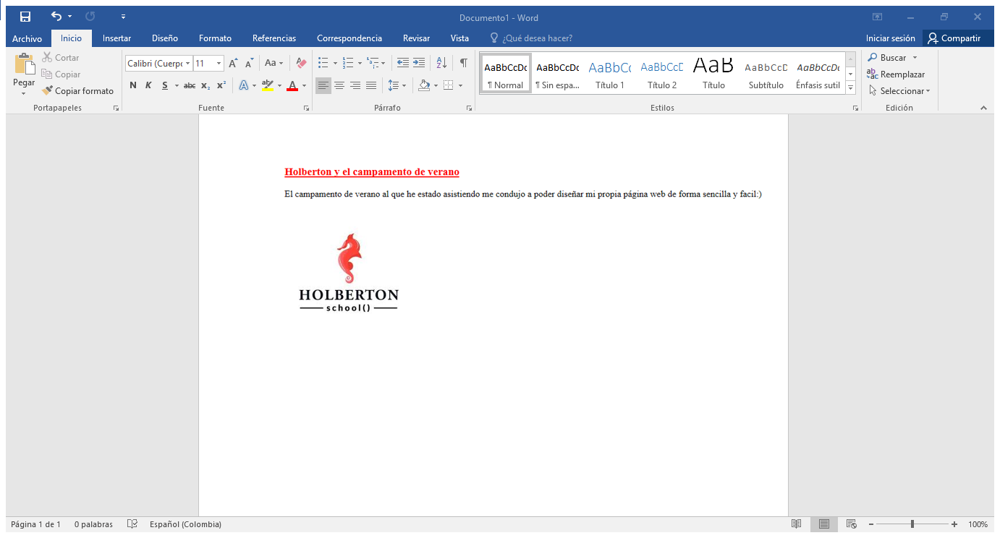 Documento1 - Word
Archivo Inicio Insertar Diseño Formato Referencias Correspondencia Revisar Vista ¿Qué desea hacer? Iniciar sesión Compartir
Pegar
Cortar
Copiar
Copiar formato
Portapapeles
Calibri (Cuerpo 11 A A Aa
N K S abc x₂ x² A aby A
Fuente
Párrafo
AaBbCcDc AaBbCcDc AaBbCc AaBbCcD AaB AaBbCcD AaBbCcDc
¶ Normal ¶ Sin espa... Título 1 Título 2 Título Subtítulo Énfasis sutil
Estilos
Buscar
Reemplazar
Seleccionar
Edición
Holberton y el campamento de verano
El campamento de verano al que he estado asistiendo me condujo a poder diseñar mi propia página web de forma sencilla y facil:)
HOLBERTON
school()
Página 1 de 1 0 palabras Español (Colombia) 100%